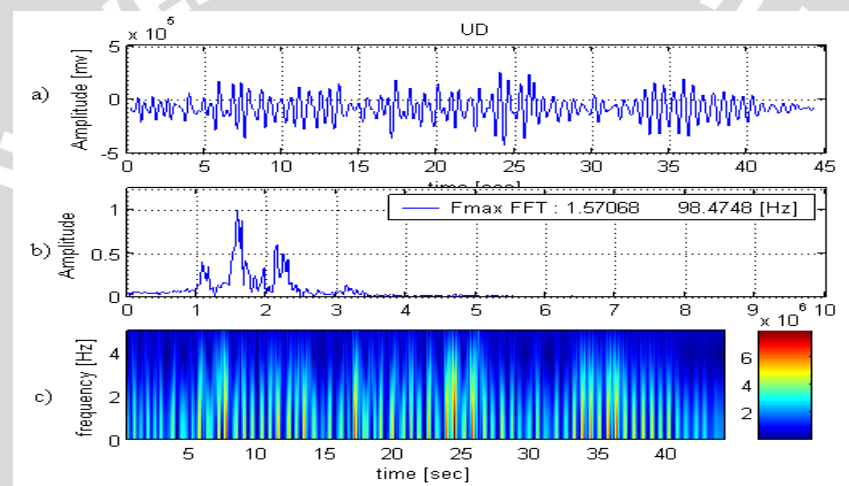 UD
x 10^5
a)
Amplitude [mv]
5
0
-5
0 5 10 15 20 25 30 35 40 45
time [sec]
b)
Amplitude
1
0.5
0
Fmax FFT : 1.57068 98.4748 [Hz]
0 1 2 3 4 5 6 7 8 9 10
x 10^6
c)
frequency [Hz]
4
2
0
6
4
2
5 10 15 20 25 30 35 40
time [sec]